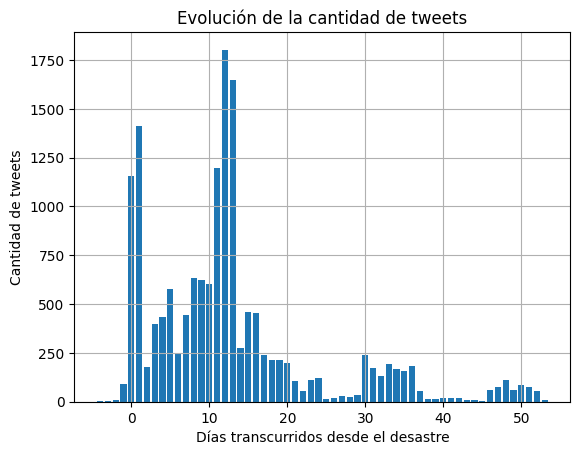 Evolución de la cantidad de tweets
Cantidad de tweets
1750
1500
1250
1000
750
500
250
0
0 10 20 30 40 50
Días transcurridos desde el desastre